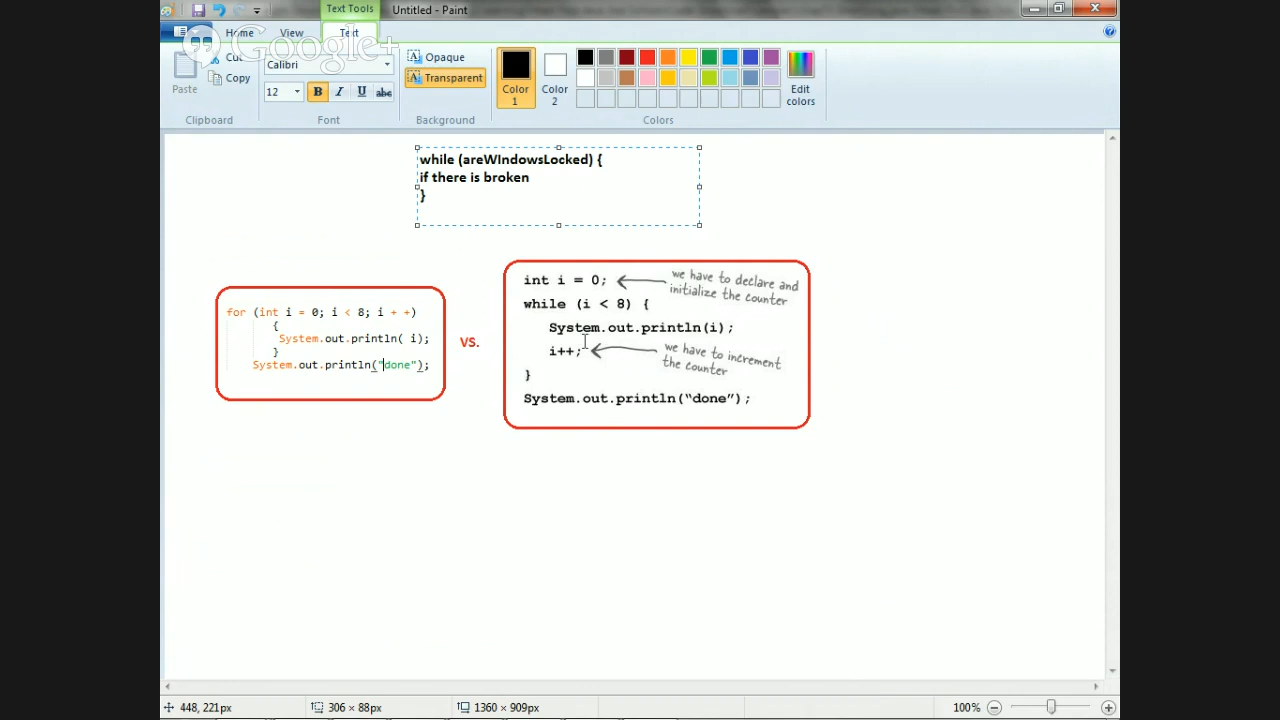 Text Tools
Untitled - Paint
Google+
Home
View
Text
Paste
Cut
Copy
Clipboard
Calibri
12
B
I
U
abc
Font
Opaque
Transparent
Background
Color 1
Color 2
Edit colors
Colors
while (areWIndowsLocked) {
if there is broken
}
for (int i = 0; i < 8; i + +)
{
System.out.println( i);
}
System.out.println("done");
VS.
int i = 0;
we have to declare and
initialize the counter
while (i < 8) {
System.out.println(i);
i++;
we have to increment
the counter
}
System.out.println(“done”);
448, 221px
306 × 88px
1360 × 909px
100%